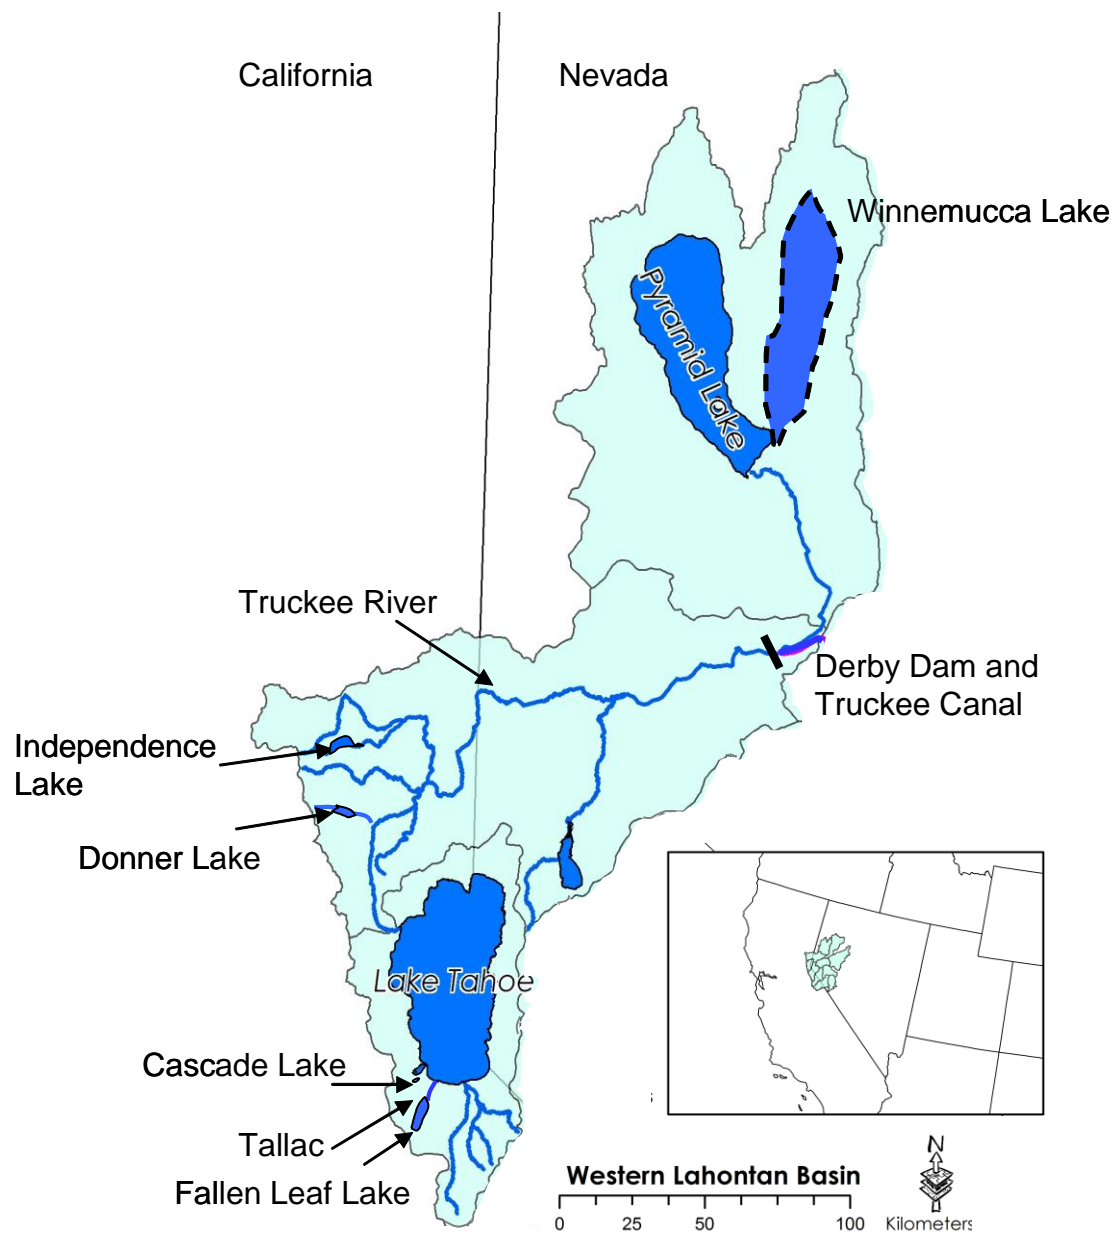 California
Nevada
Winnemucca Lake
Pyramid Lake
Truckee River
Derby Dam and
Truckee Canal
Independence
Lake
Donner Lake
Lake Tahoe
Cascade Lake
Tallac
Fallen Leaf Lake
Western Lahontan Basin
0 25 50 100
Kilometers
N